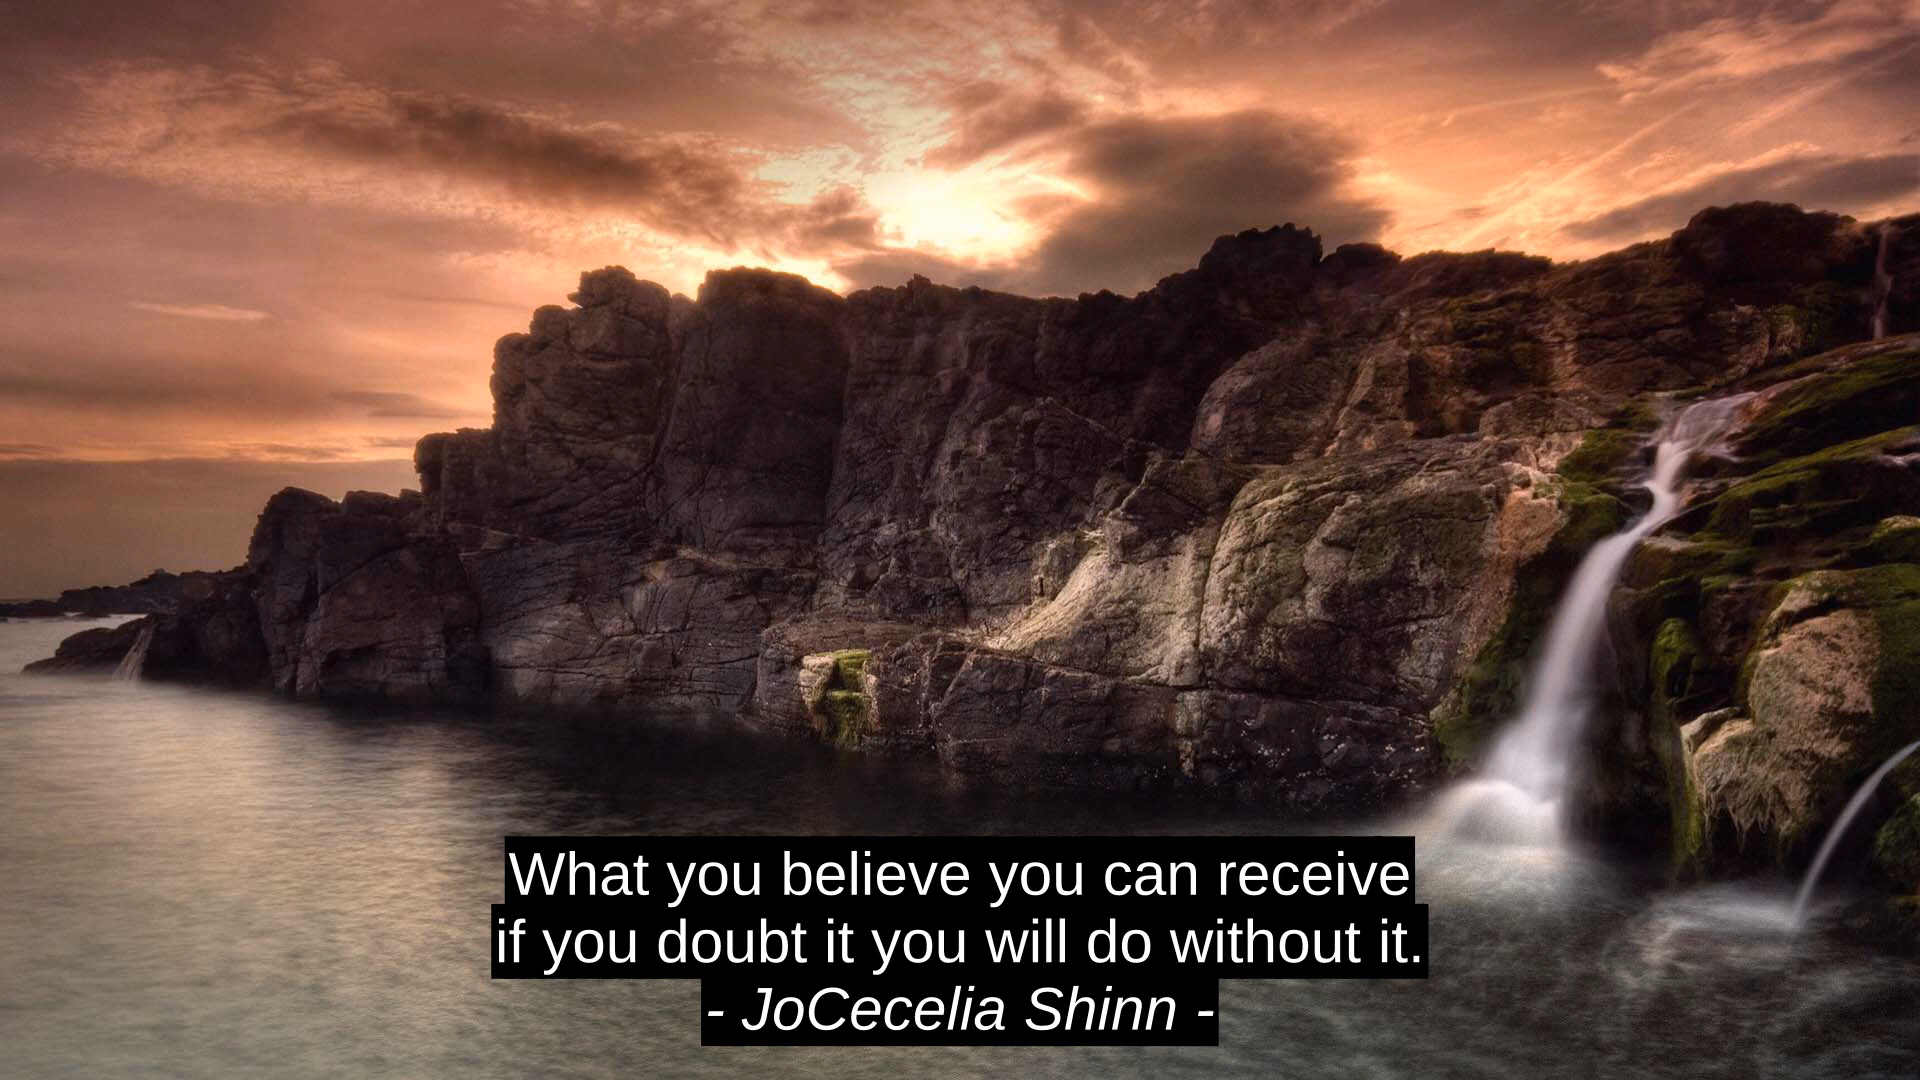 What you believe you can receive
if you doubt it you will do without it.
- JoCecelia Shinn -